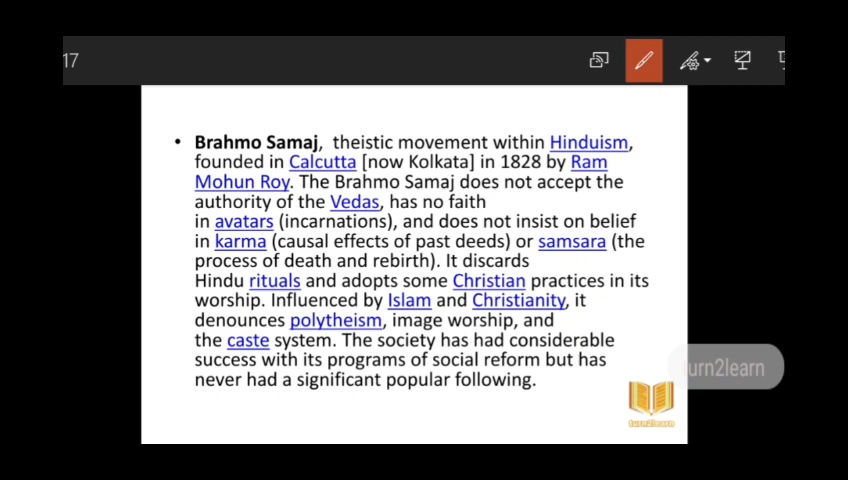 17
• Brahmo Samaj, theistic movement within Hinduism,
founded in Calcutta [now Kolkata] in 1828 by Ram
Mohun Roy. The Brahmo Samaj does not accept the
authority of the Vedas, has no faith
in avatars (incarnations), and does not insist on belief
in karma (causal effects of past deeds) or samsara (the
process of death and rebirth). It discards
Hindu rituals and adopts some Christian practices in its
worship. Influenced by Islam and Christianity, it
denounces polytheism, image worship, and
the caste system. The society has had considerable
success with its programs of social reform but has
never had a significant popular following.
turn2learn
turn2learn